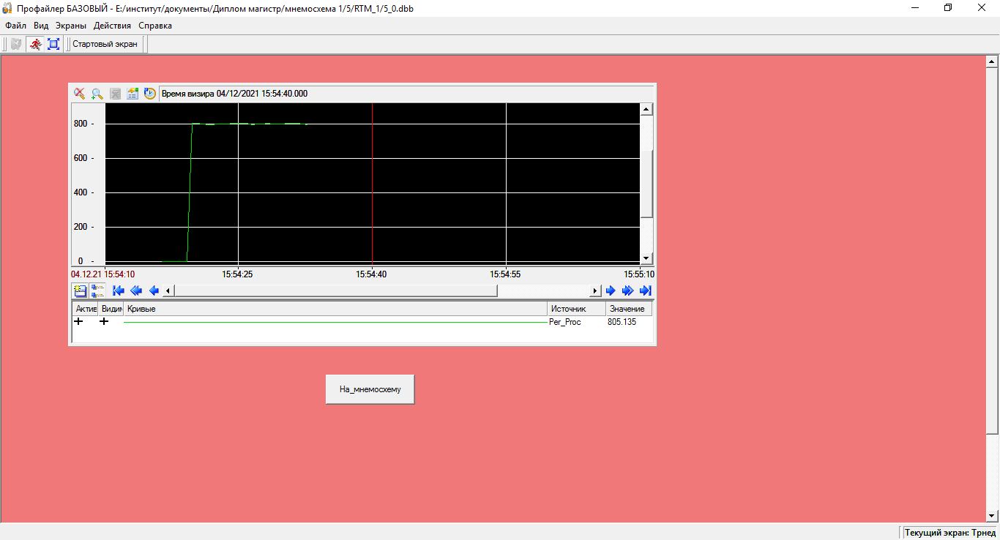 Профайлер БАЗОВЫЙ - E:/институт/документы/Диплом магистр/мнемосхема 1/5/RTM_1/5_0.dbb
Файл Вид Экраны Действия Справка
Стартовый экран
Время визира 04/12/2021 15:54:40.000
800 -
600 -
400 -
200 -
0 -
04.12.21 15:54:10 15:54:25 15:54:40 15:54:55 15:55:10
Актив Видим Кривые Источник Значение
Per_Proc 805.135
На_мнемосхему
Текущий экран: Трнед